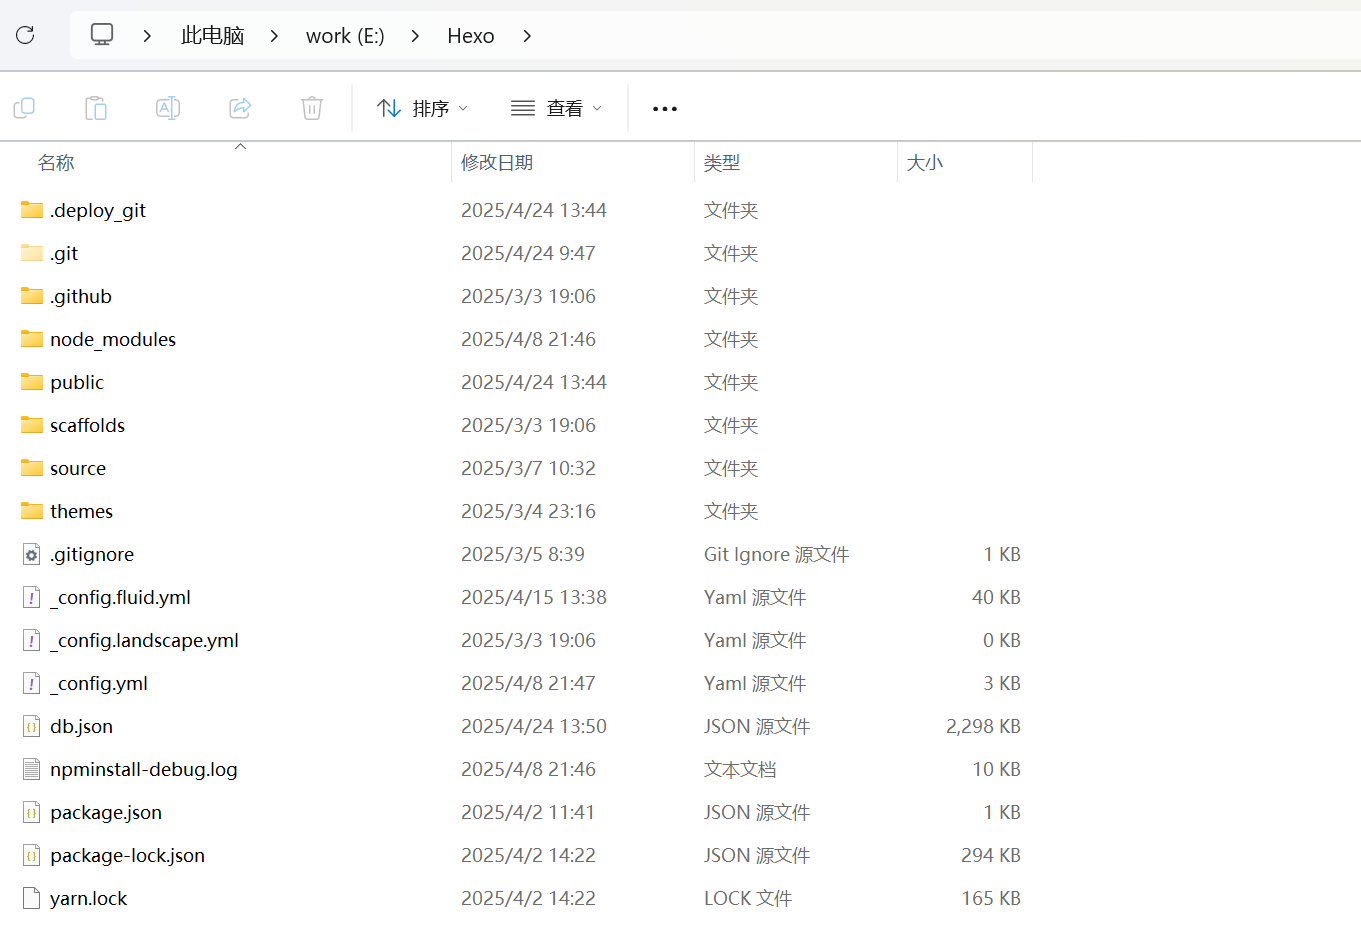 此电脑 work (E:) Hexo
排序 查看
名称 修改日期 类型 大小
.deploy_git 2025/4/24 13:44 文件夹
.git 2025/4/24 9:47 文件夹
.github 2025/3/3 19:06 文件夹
node_modules 2025/4/8 21:46 文件夹
public 2025/4/24 13:44 文件夹
scaffolds 2025/3/3 19:06 文件夹
source 2025/3/7 10:32 文件夹
themes 2025/3/4 23:16 文件夹
.gitignore 2025/3/5 8:39 Git Ignore 源文件 1 KB
_config.fluid.yml 2025/4/15 13:38 Yaml 源文件 40 KB
_config.landscape.yml 2025/3/3 19:06 Yaml 源文件 0 KB
_config.yml 2025/4/8 21:47 Yaml 源文件 3 KB
db.json 2025/4/24 13:50 JSON 源文件 2,298 KB
npminstall-debug.log 2025/4/8 21:46 文本文档 10 KB
package.json 2025/4/2 11:41 JSON 源文件 1 KB
package-lock.json 2025/4/2 14:22 JSON 源文件 294 KB
yarn.lock 2025/4/2 14:22 LOCK 文件 165 KB